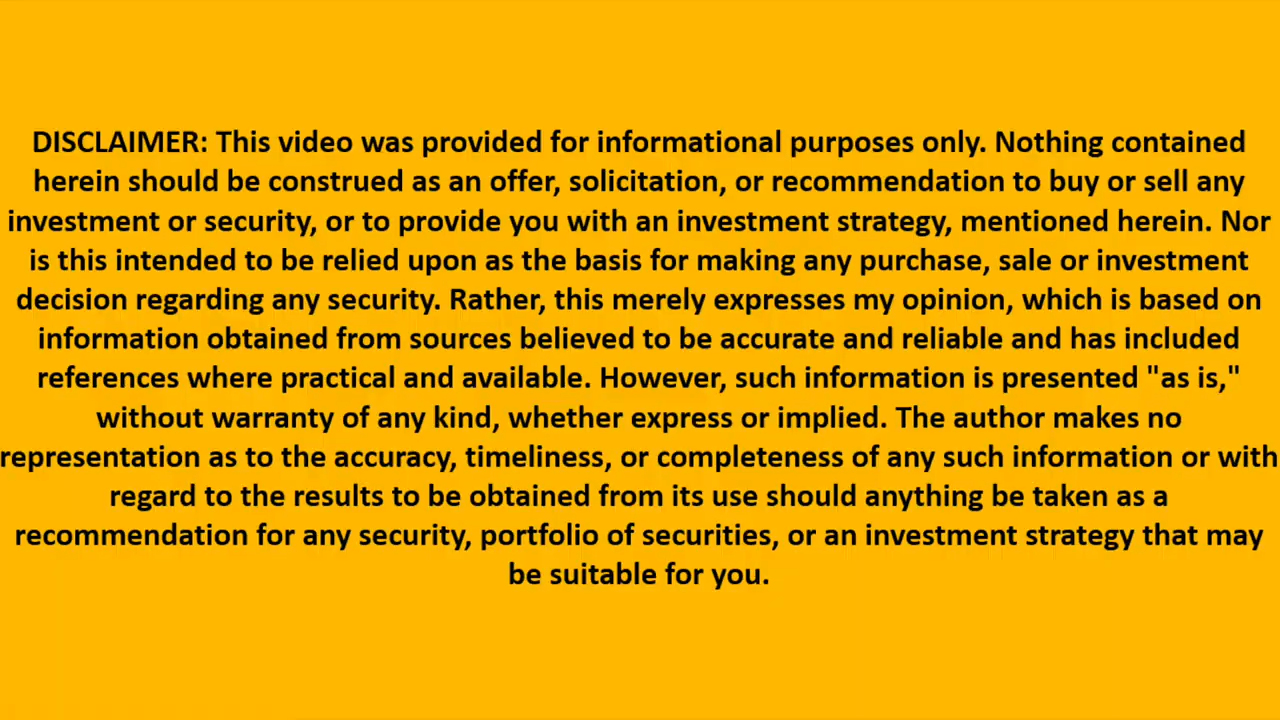 DISCLAIMER: This video was provided for informational purposes only. Nothing contained
herein should be construed as an offer, solicitation, or recommendation to buy or sell any
investment or security, or to provide you with an investment strategy, mentioned herein. Nor
is this intended to be relied upon as the basis for making any purchase, sale or investment
decision regarding any security. Rather, this merely expresses my opinion, which is based on
information obtained from sources believed to be accurate and reliable and has included
references where practical and available. However, such information is presented "as is,"
without warranty of any kind, whether express or implied. The author makes no
representation as to the accuracy, timeliness, or completeness of any such information or with
regard to the results to be obtained from its use should anything be taken as a
recommendation for any security, portfolio of securities, or an investment strategy that may
be suitable for you.